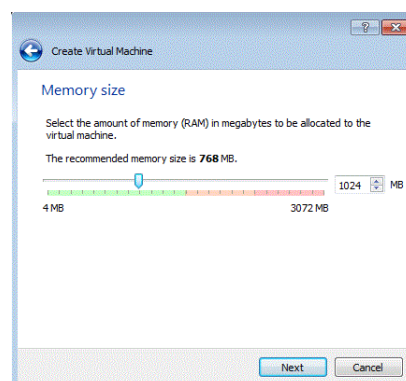 ?
Create Virtual Machine
Memory size
Select the amount of memory (RAM) in megabytes to be allocated to the
virtual machine.
The recommended memory size is 768 MB.
1024 MB
4 MB 3072 MB
Next Cancel